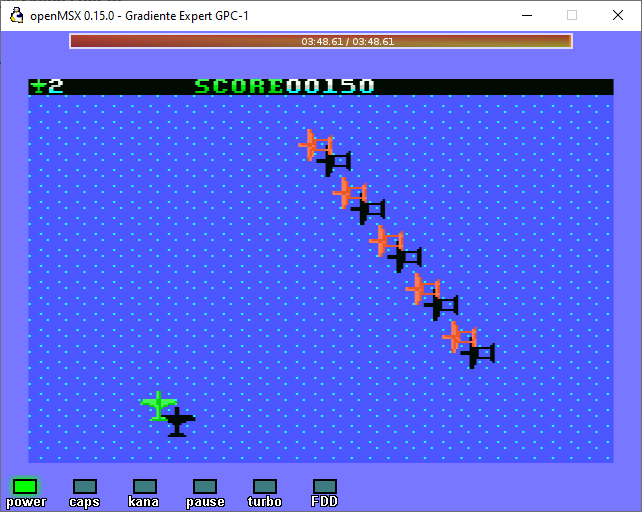 openMSX 0.15.0 - Gradiente Expert GPC-1
03:48.61 / 03:48.61
2 SCORE00150
power caps kana pause turbo FDD